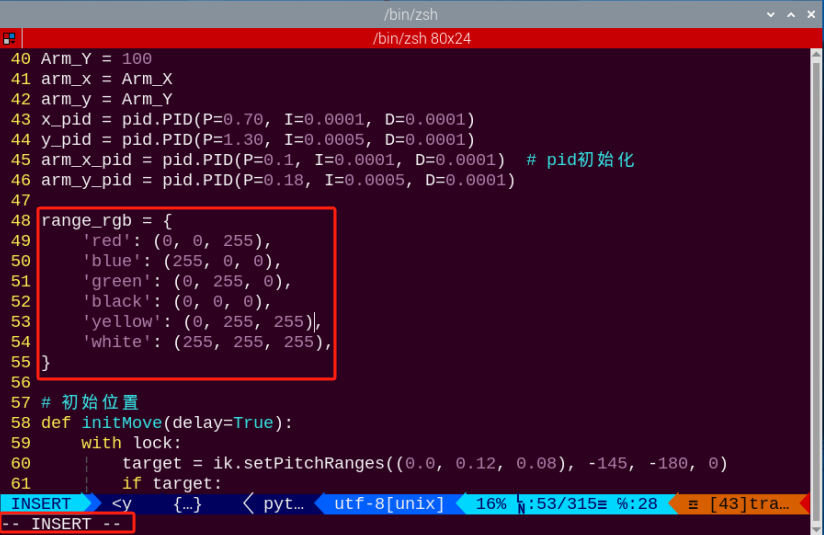 /bin/zsh
/bin/zsh 80x24
40 Arm_Y = 100
41 arm_x = Arm_X
42 arm_y = Arm_Y
43 x_pid = pid.PID(P=0.70, I=0.0001, D=0.0001)
44 y_pid = pid.PID(P=1.30, I=0.0005, D=0.0001)
45 arm_x_pid = pid.PID(P=0.1, I=0.0001, D=0.0001)  # pid初始化
46 arm_y_pid = pid.PID(P=0.18, I=0.0005, D=0.0001)
47
48 range_rgb = {
49     'red': (0, 0, 255),
50     'blue': (255, 0, 0),
51     'green': (0, 255, 0),
52     'black': (0, 0, 0),
53     'yellow': (0, 255, 255),
54     'white': (255, 255, 255),
55 }
56
57 # 初始位置
58 def initMove(delay=True):
59     with lock:
60     ¦   target = ik.setPitchRanges((0.0, 0.12, 0.08), -145, -180, 0)
61     ¦   if target:
INSERT <y {…} pyt… utf-8[unix] 16% ㏑:53/315≡ ℅:28 ☲ [43]tra…
-- INSERT --